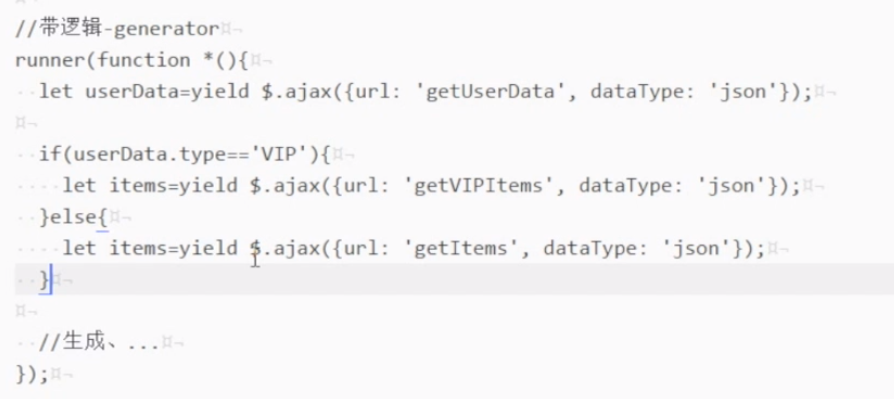 //带逻辑-generator
runner(function *(){
  let userData=yield $.ajax({url: 'getUserData', dataType: 'json'});

  if(userData.type=='VIP'){
    let items=yield $.ajax({url: 'getVIPItems', dataType: 'json'});
  }else{
    let items=yield $.ajax({url: 'getItems', dataType: 'json'});
  }

  //生成、...
});